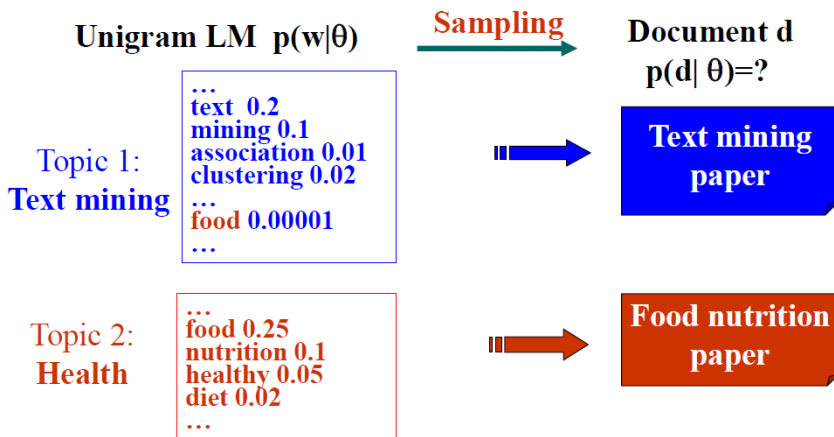 Unigram LM p(w|θ)
Sampling
Document d
p(d| θ)=?
Topic 1:
Text mining
…
text 0.2
mining 0.1
association 0.01
clustering 0.02
…
food 0.00001
…
Text mining
paper
Topic 2:
Health
…
food 0.25
nutrition 0.1
healthy 0.05
diet 0.02
…
Food nutrition
paper